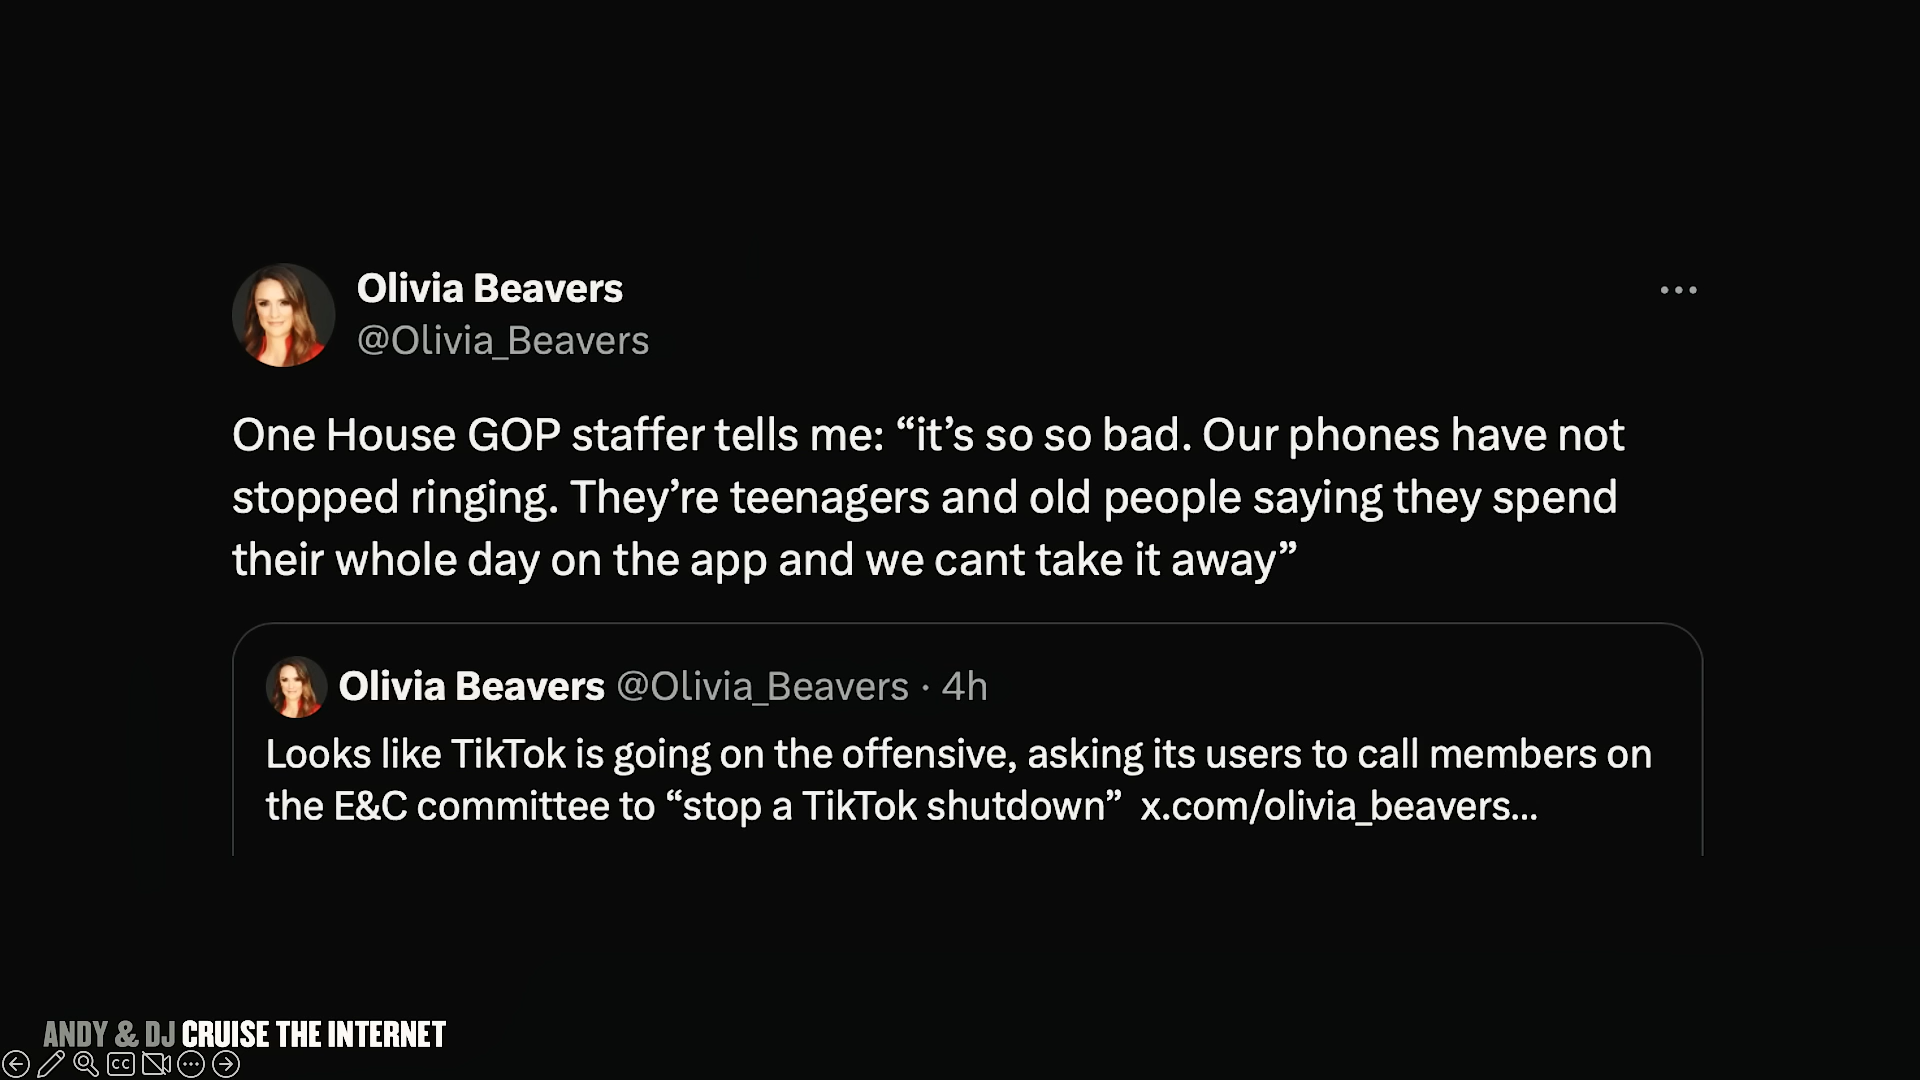 Olivia Beavers
@Olivia_Beavers
One House GOP staffer tells me: “it’s so so bad. Our phones have not
stopped ringing. They’re teenagers and old people saying they spend
their whole day on the app and we cant take it away”
Olivia Beavers @Olivia_Beavers · 4h
Looks like TikTok is going on the offensive, asking its users to call members on
the E&C committee to “stop a TikTok shutdown” x.com/olivia_beavers...
ANDY & DJ CRUISE THE INTERNET
CC